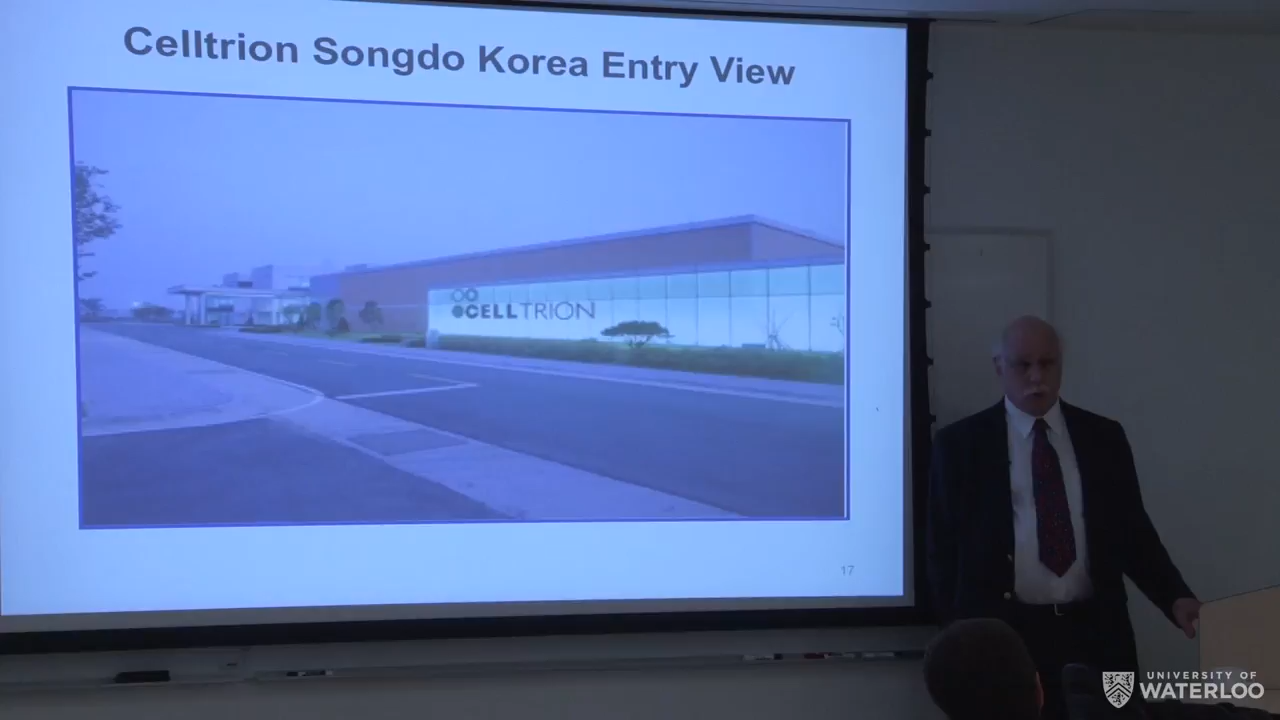 Celltrion Songdo Korea Entry View
CELLTRION
17
UNIVERSITY OF
WATERLOO